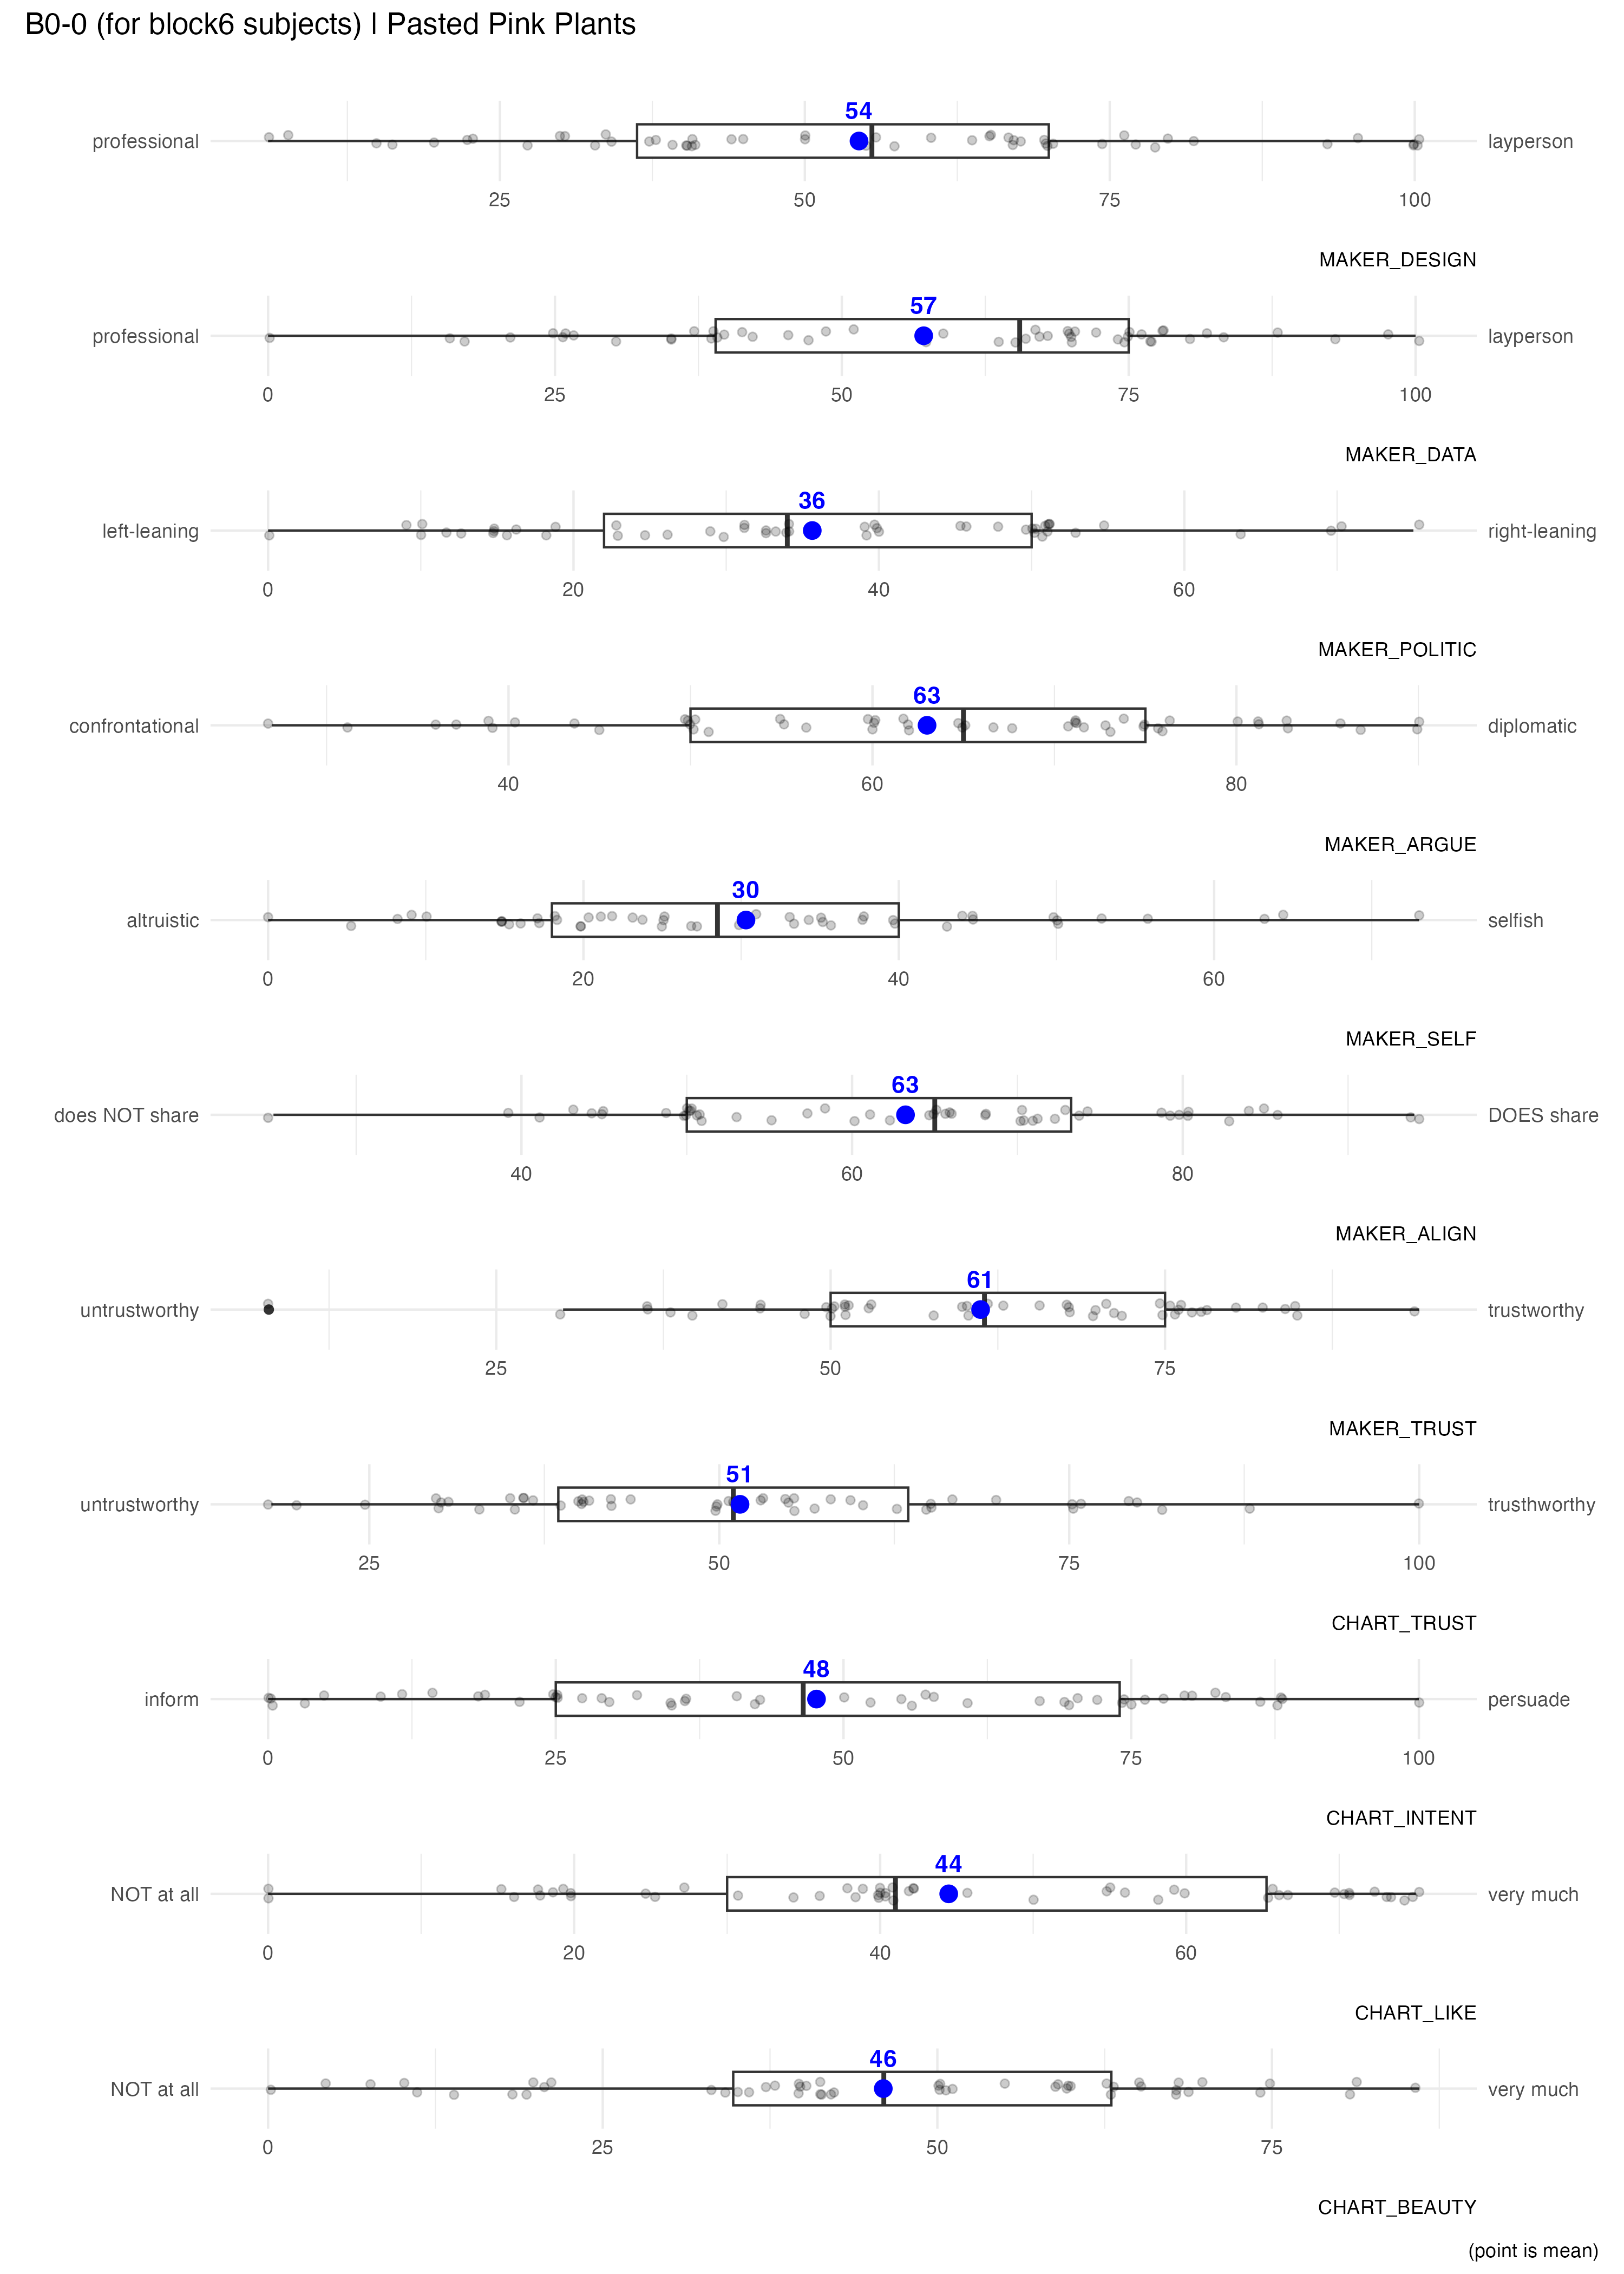 B0-0 (for block6 subjects) | Pasted Pink Plants
54
professional layperson
25 50 75 100
MAKER_DESIGN
57
professional layperson
0 25 50 75 100
MAKER_DATA
36
left-leaning right-leaning
0 20 40 60
MAKER_POLITIC
63
confrontational diplomatic
40 60 80
MAKER_ARGUE
30
altruistic selfish
0 20 40 60
MAKER_SELF
63
does NOT share DOES share
40 60 80
MAKER_ALIGN
61
untrustworthy trustworthy
25 50 75
MAKER_TRUST
51
untrustworthy trusthworthy
25 50 75 100
CHART_TRUST
48
inform persuade
0 25 50 75 100
CHART_INTENT
44
NOT at all very much
0 20 40 60
CHART_LIKE
46
NOT at all very much
0 25 50 75
CHART_BEAUTY
(point is mean)